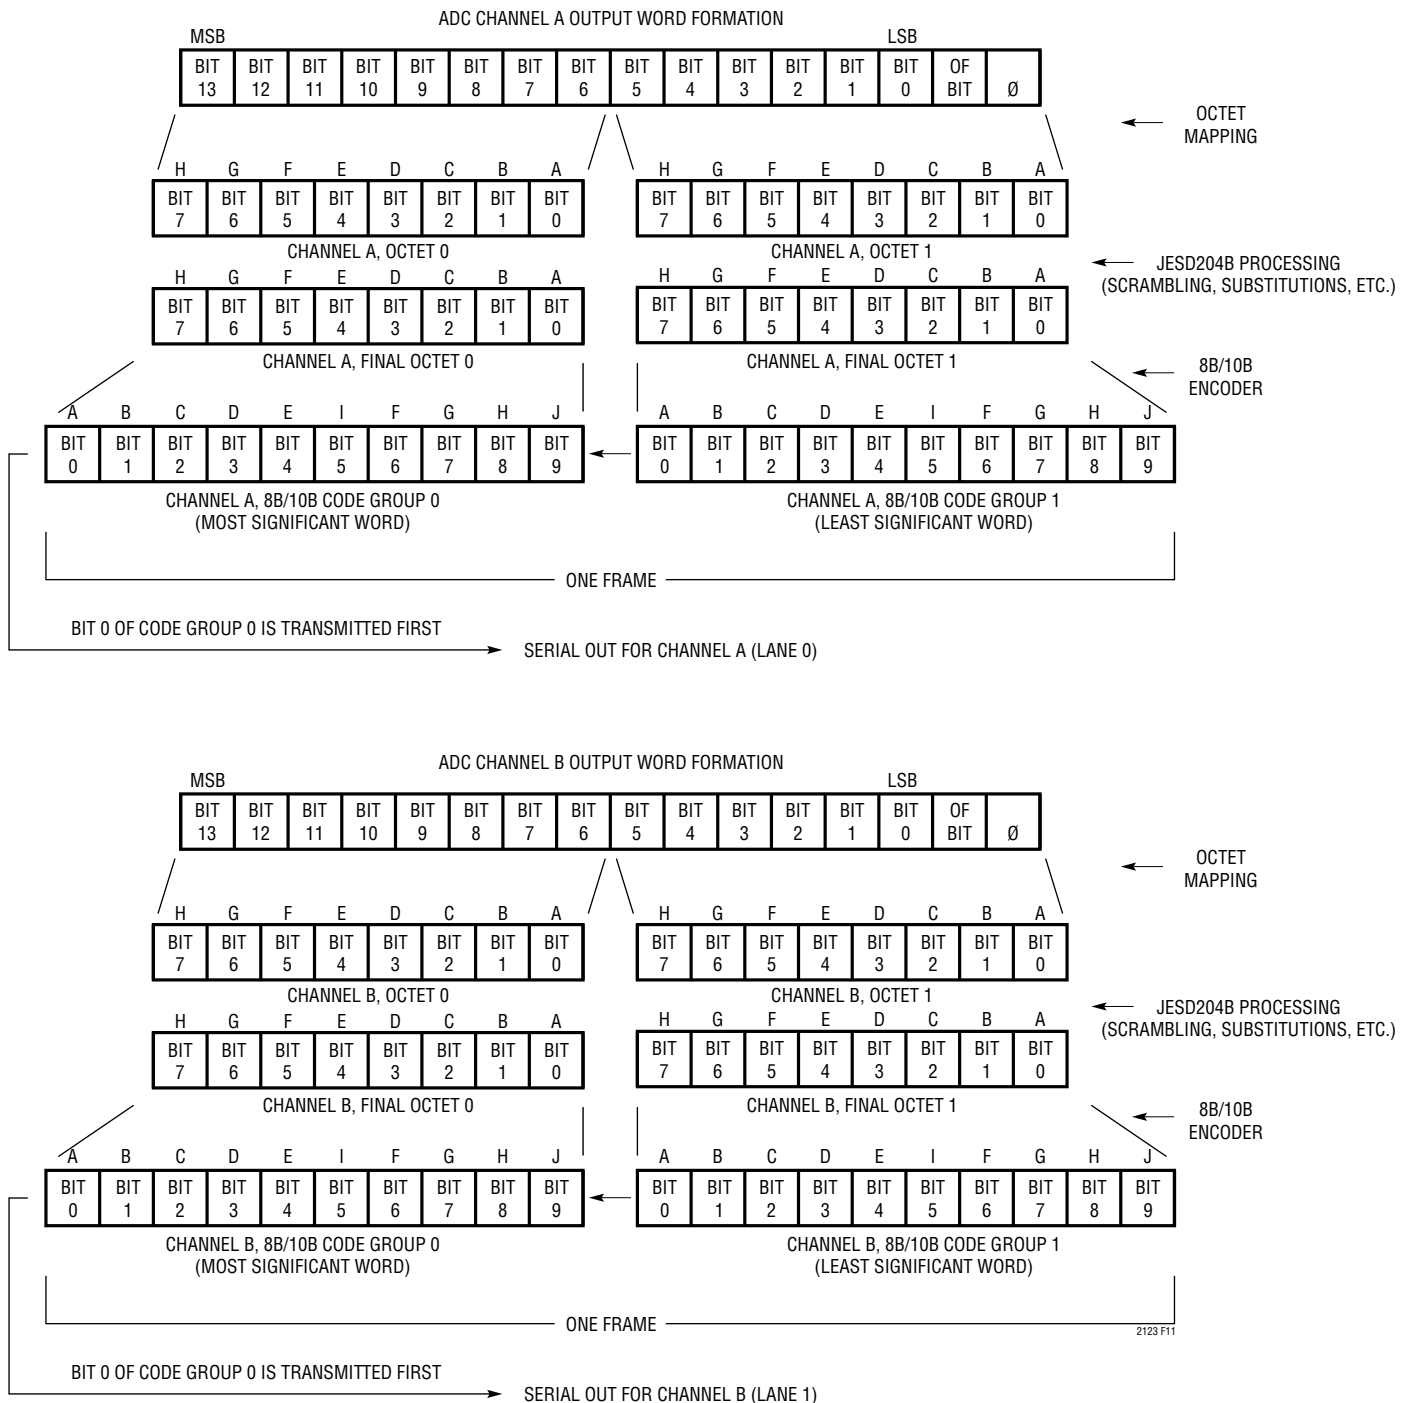 ADC CHANNEL A OUTPUT WORD FORMATION
MSB LSB
BIT 13 BIT 12 BIT 11 BIT 10 BIT 9 BIT 8 BIT 7 BIT 6 BIT 5 BIT 4 BIT 3 BIT 2 BIT 1 BIT 0 OF BIT Ø
OCTET
MAPPING
H G F E D C B A H G F E D C B A
BIT 7 BIT 6 BIT 5 BIT 4 BIT 3 BIT 2 BIT 1 BIT 0 BIT 7 BIT 6 BIT 5 BIT 4 BIT 3 BIT 2 BIT 1 BIT 0
CHANNEL A, OCTET 0 CHANNEL A, OCTET 1
JESD204B PROCESSING
(SCRAMBLING, SUBSTITUTIONS, ETC.)
H G F E D C B A H G F E D C B A
BIT 7 BIT 6 BIT 5 BIT 4 BIT 3 BIT 2 BIT 1 BIT 0 BIT 7 BIT 6 BIT 5 BIT 4 BIT 3 BIT 2 BIT 1 BIT 0
CHANNEL A, FINAL OCTET 0 CHANNEL A, FINAL OCTET 1
8B/10B
ENCODER
A B C D E I F G H J A B C D E I F G H J
BIT 0 BIT 1 BIT 2 BIT 3 BIT 4 BIT 5 BIT 6 BIT 7 BIT 8 BIT 9 BIT 0 BIT 1 BIT 2 BIT 3 BIT 4 BIT 5 BIT 6 BIT 7 BIT 8 BIT 9
CHANNEL A, 8B/10B CODE GROUP 0 CHANNEL A, 8B/10B CODE GROUP 1
(MOST SIGNIFICANT WORD) (LEAST SIGNIFICANT WORD)
ONE FRAME
BIT 0 OF CODE GROUP 0 IS TRANSMITTED FIRST
SERIAL OUT FOR CHANNEL A (LANE 0)
ADC CHANNEL B OUTPUT WORD FORMATION
MSB LSB
BIT 13 BIT 12 BIT 11 BIT 10 BIT 9 BIT 8 BIT 7 BIT 6 BIT 5 BIT 4 BIT 3 BIT 2 BIT 1 BIT 0 OF BIT Ø
OCTET
MAPPING
H G F E D C B A H G F E D C B A
BIT 7 BIT 6 BIT 5 BIT 4 BIT 3 BIT 2 BIT 1 BIT 0 BIT 7 BIT 6 BIT 5 BIT 4 BIT 3 BIT 2 BIT 1 BIT 0
CHANNEL B, OCTET 0 CHANNEL B, OCTET 1
JESD204B PROCESSING
(SCRAMBLING, SUBSTITUTIONS, ETC.)
H G F E D C B A H G F E D C B A
BIT 7 BIT 6 BIT 5 BIT 4 BIT 3 BIT 2 BIT 1 BIT 0 BIT 7 BIT 6 BIT 5 BIT 4 BIT 3 BIT 2 BIT 1 BIT 0
CHANNEL B, FINAL OCTET 0 CHANNEL B, FINAL OCTET 1
8B/10B
ENCODER
A B C D E I F G H J A B C D E I F G H J
BIT 0 BIT 1 BIT 2 BIT 3 BIT 4 BIT 5 BIT 6 BIT 7 BIT 8 BIT 9 BIT 0 BIT 1 BIT 2 BIT 3 BIT 4 BIT 5 BIT 6 BIT 7 BIT 8 BIT 9
CHANNEL B, 8B/10B CODE GROUP 0 CHANNEL B, 8B/10B CODE GROUP 1
(MOST SIGNIFICANT WORD) (LEAST SIGNIFICANT WORD)
ONE FRAME
2123 F11
BIT 0 OF CODE GROUP 0 IS TRANSMITTED FIRST
SERIAL OUT FOR CHANNEL B (LANE 1)